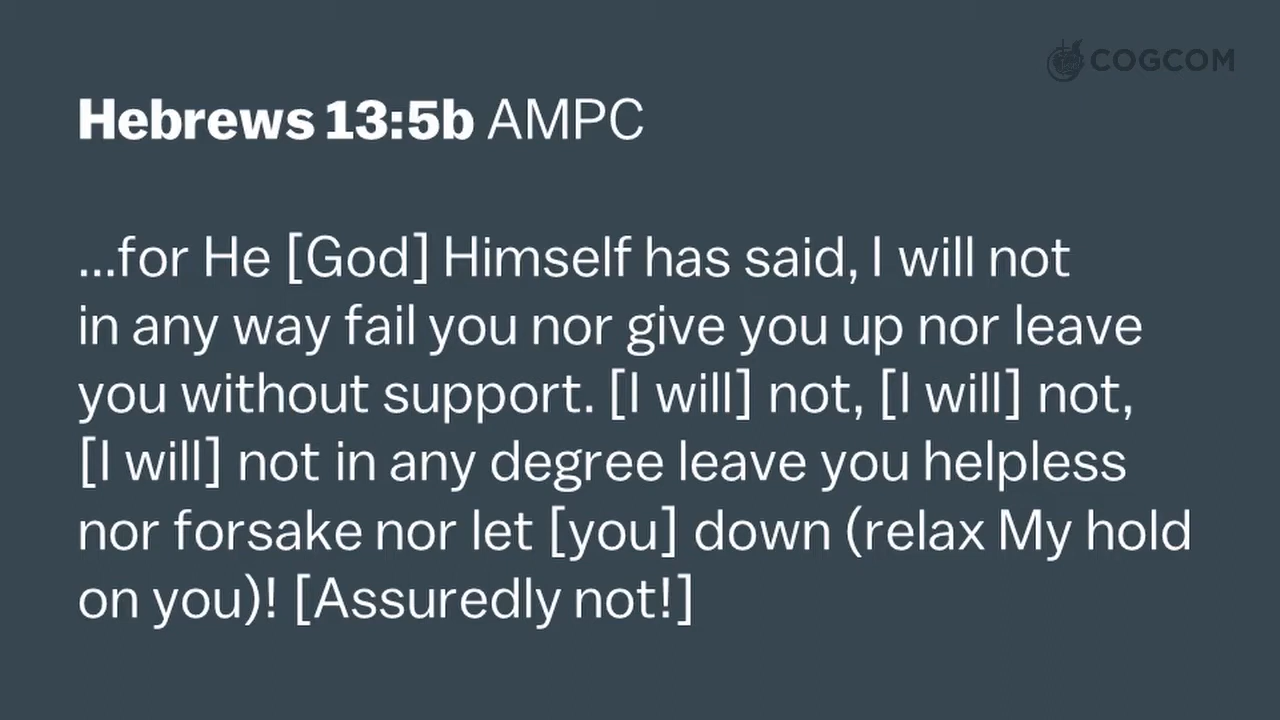 COGCOM
Hebrews 13:5b AMPC
...for He [God] Himself has said, I will not
in any way fail you nor give you up nor leave
you without support. [I will] not, [I will] not,
[I will] not in any degree leave you helpless
nor forsake nor let [you] down (relax My hold
on you)! [Assuredly not!]